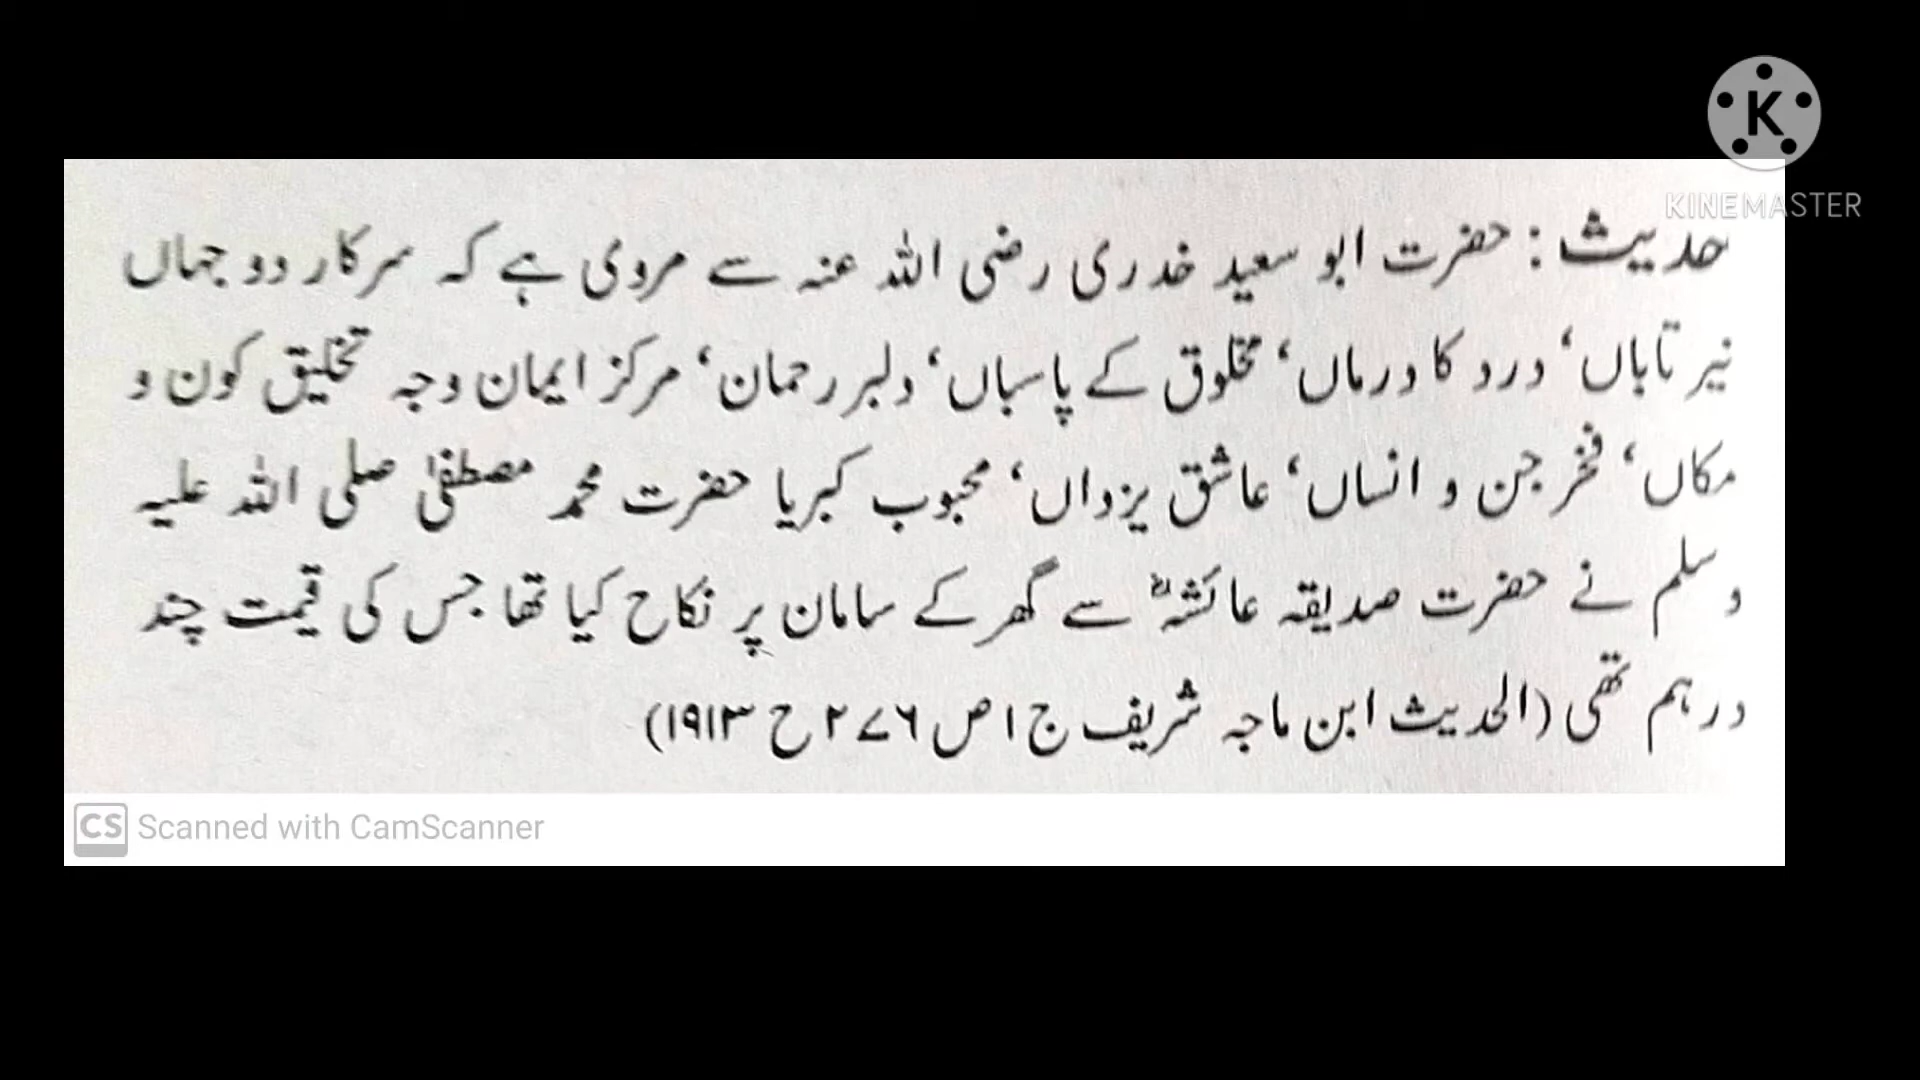 K
KINEMASTER
حدیث : حضرت ابو سعید خدری رضی اللہ عنہ سے مروی ہے کہ سرکار دو جہاں
نیر تاباں‘ درد کا درماں‘ مخلوق کے پاسباں‘ دلبر رحمان‘ مرکز ایمان وجہ تخلیق کون و
مکاں‘ فخر جن و انساں‘ عاشق یزداں‘ محبوب کبریا حضرت محمد مصطفیٰ صلی اللہ علیہ
وسلم نے حضرت صدیقہ عائشہؓ سے گھر کے سامان پر نکاح کیا تھا جس کی قیمت چند
درہم تھی (الحدیث ابن ماجہ شریف ج ۱ ص ۲۷۶ ح ۱۹۱۳)
CS Scanned with CamScanner